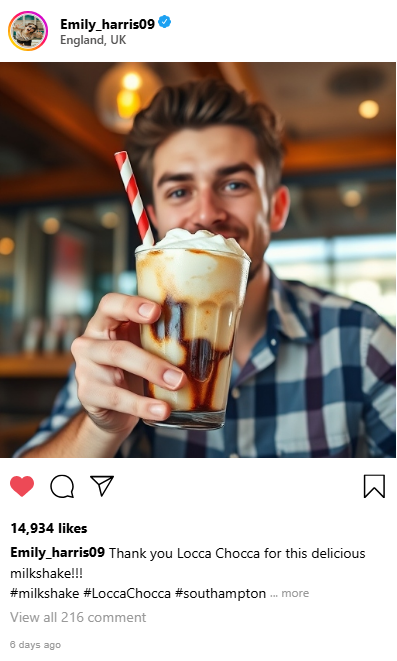 Emily_harris09
England, UK
14,934 likes
Emily_harris09 Thank you Locca Chocca for this delicious
milkshake!!!
#milkshake #LoccaChocca #southampton ... more
View all 216 comment
6 days ago